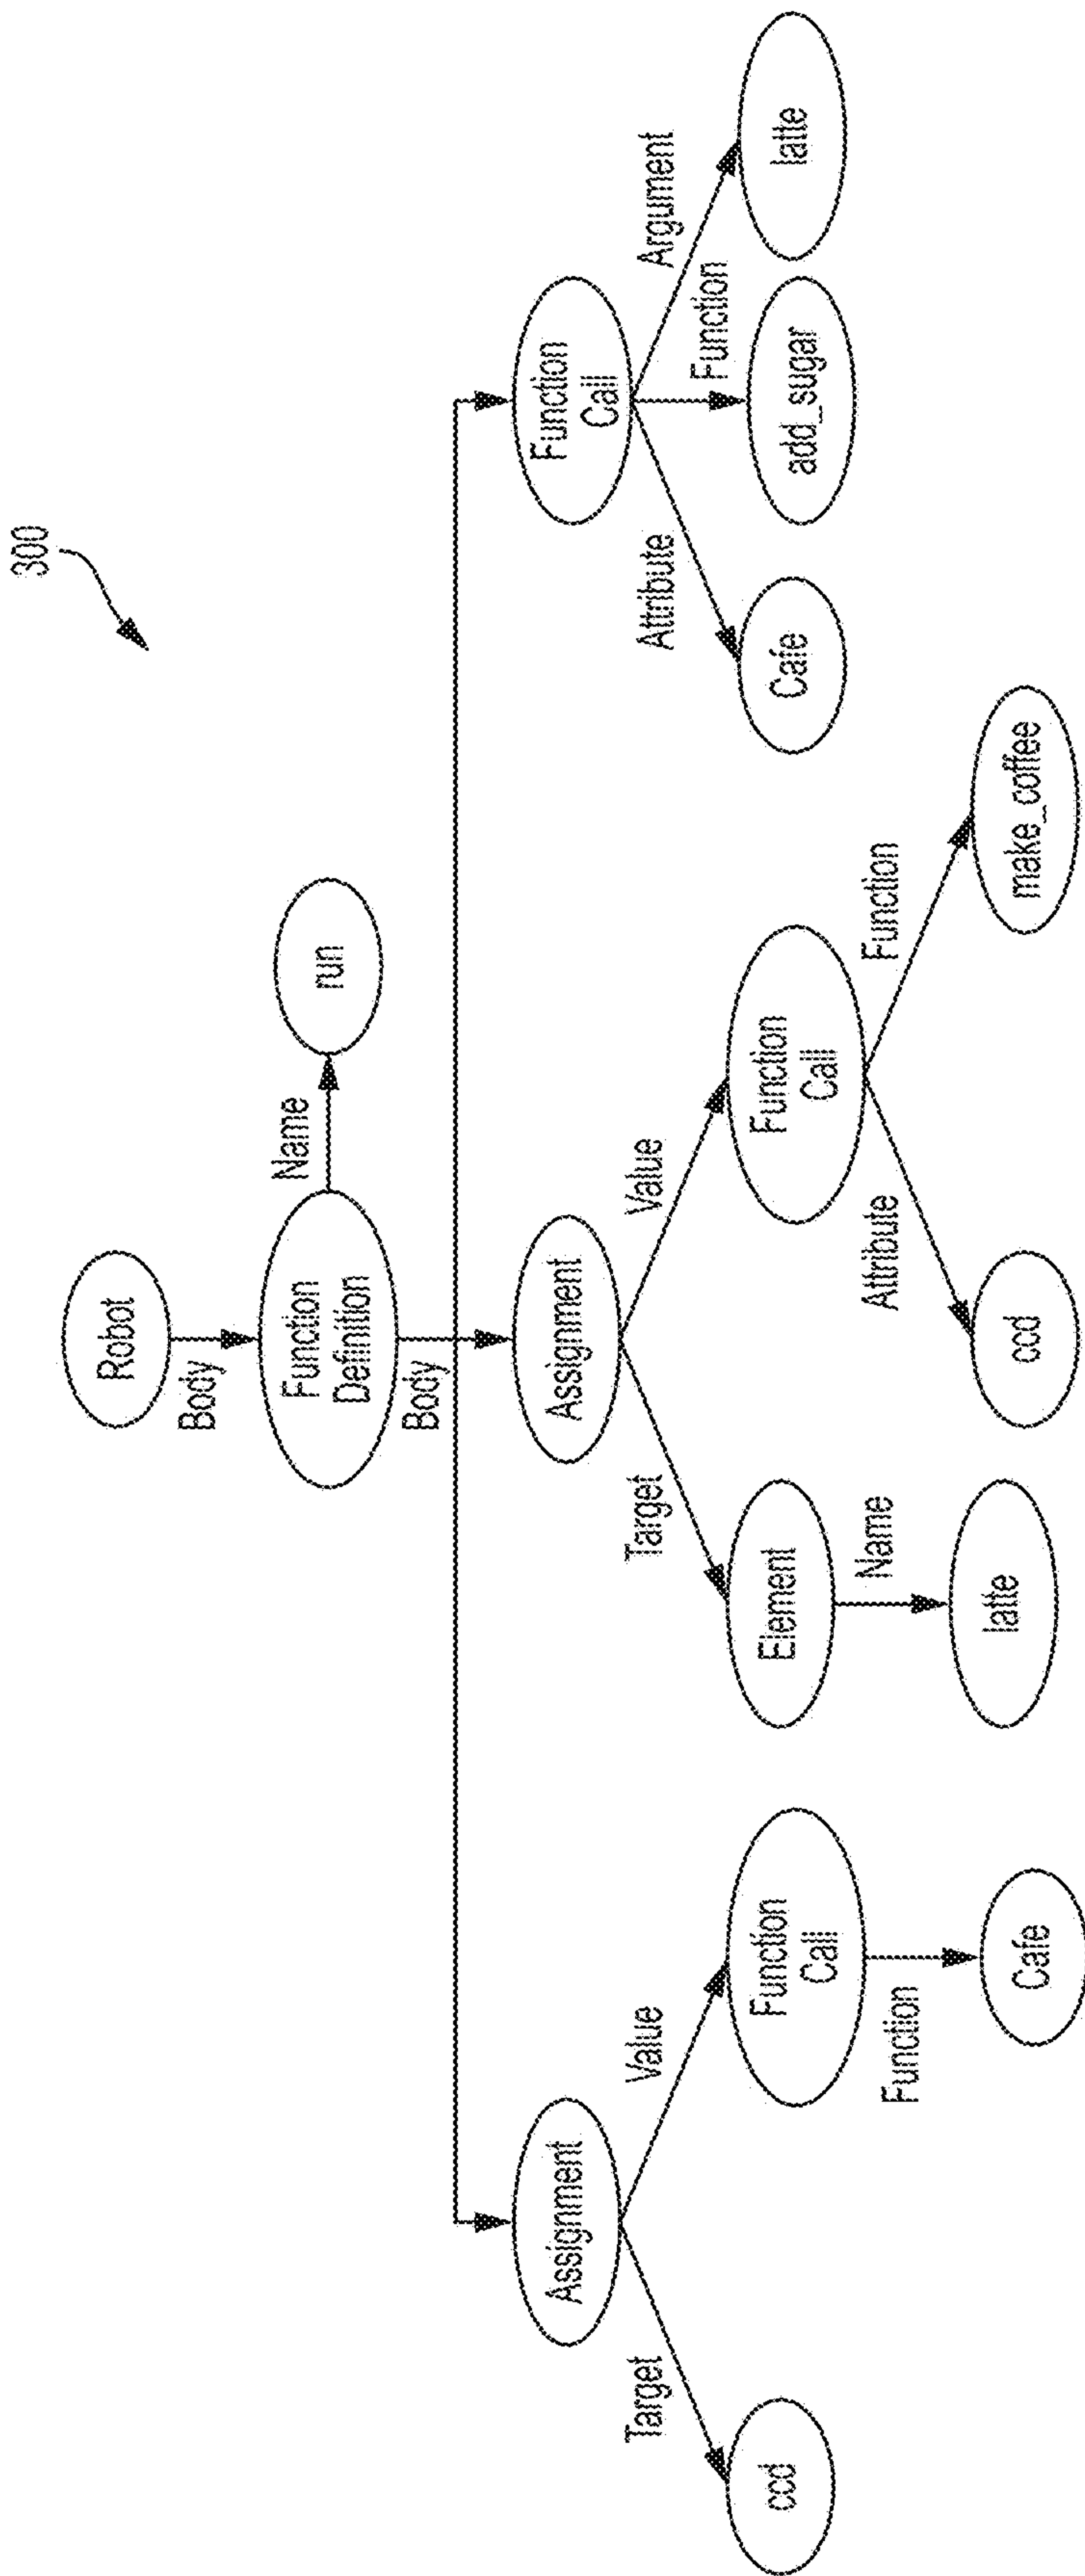 300
Robot
Body
Function
Definition
Name
run
Body
Assignment
Target
ccd
Value
Function
Call
Function
Cafe
Assignment
Target
Element
Name
latte
Value
Function
Call
Attribute
ccd
Function
make_coffee
Function
Call
Attribute
Cafe
Function
add_sugar
Argument
latte